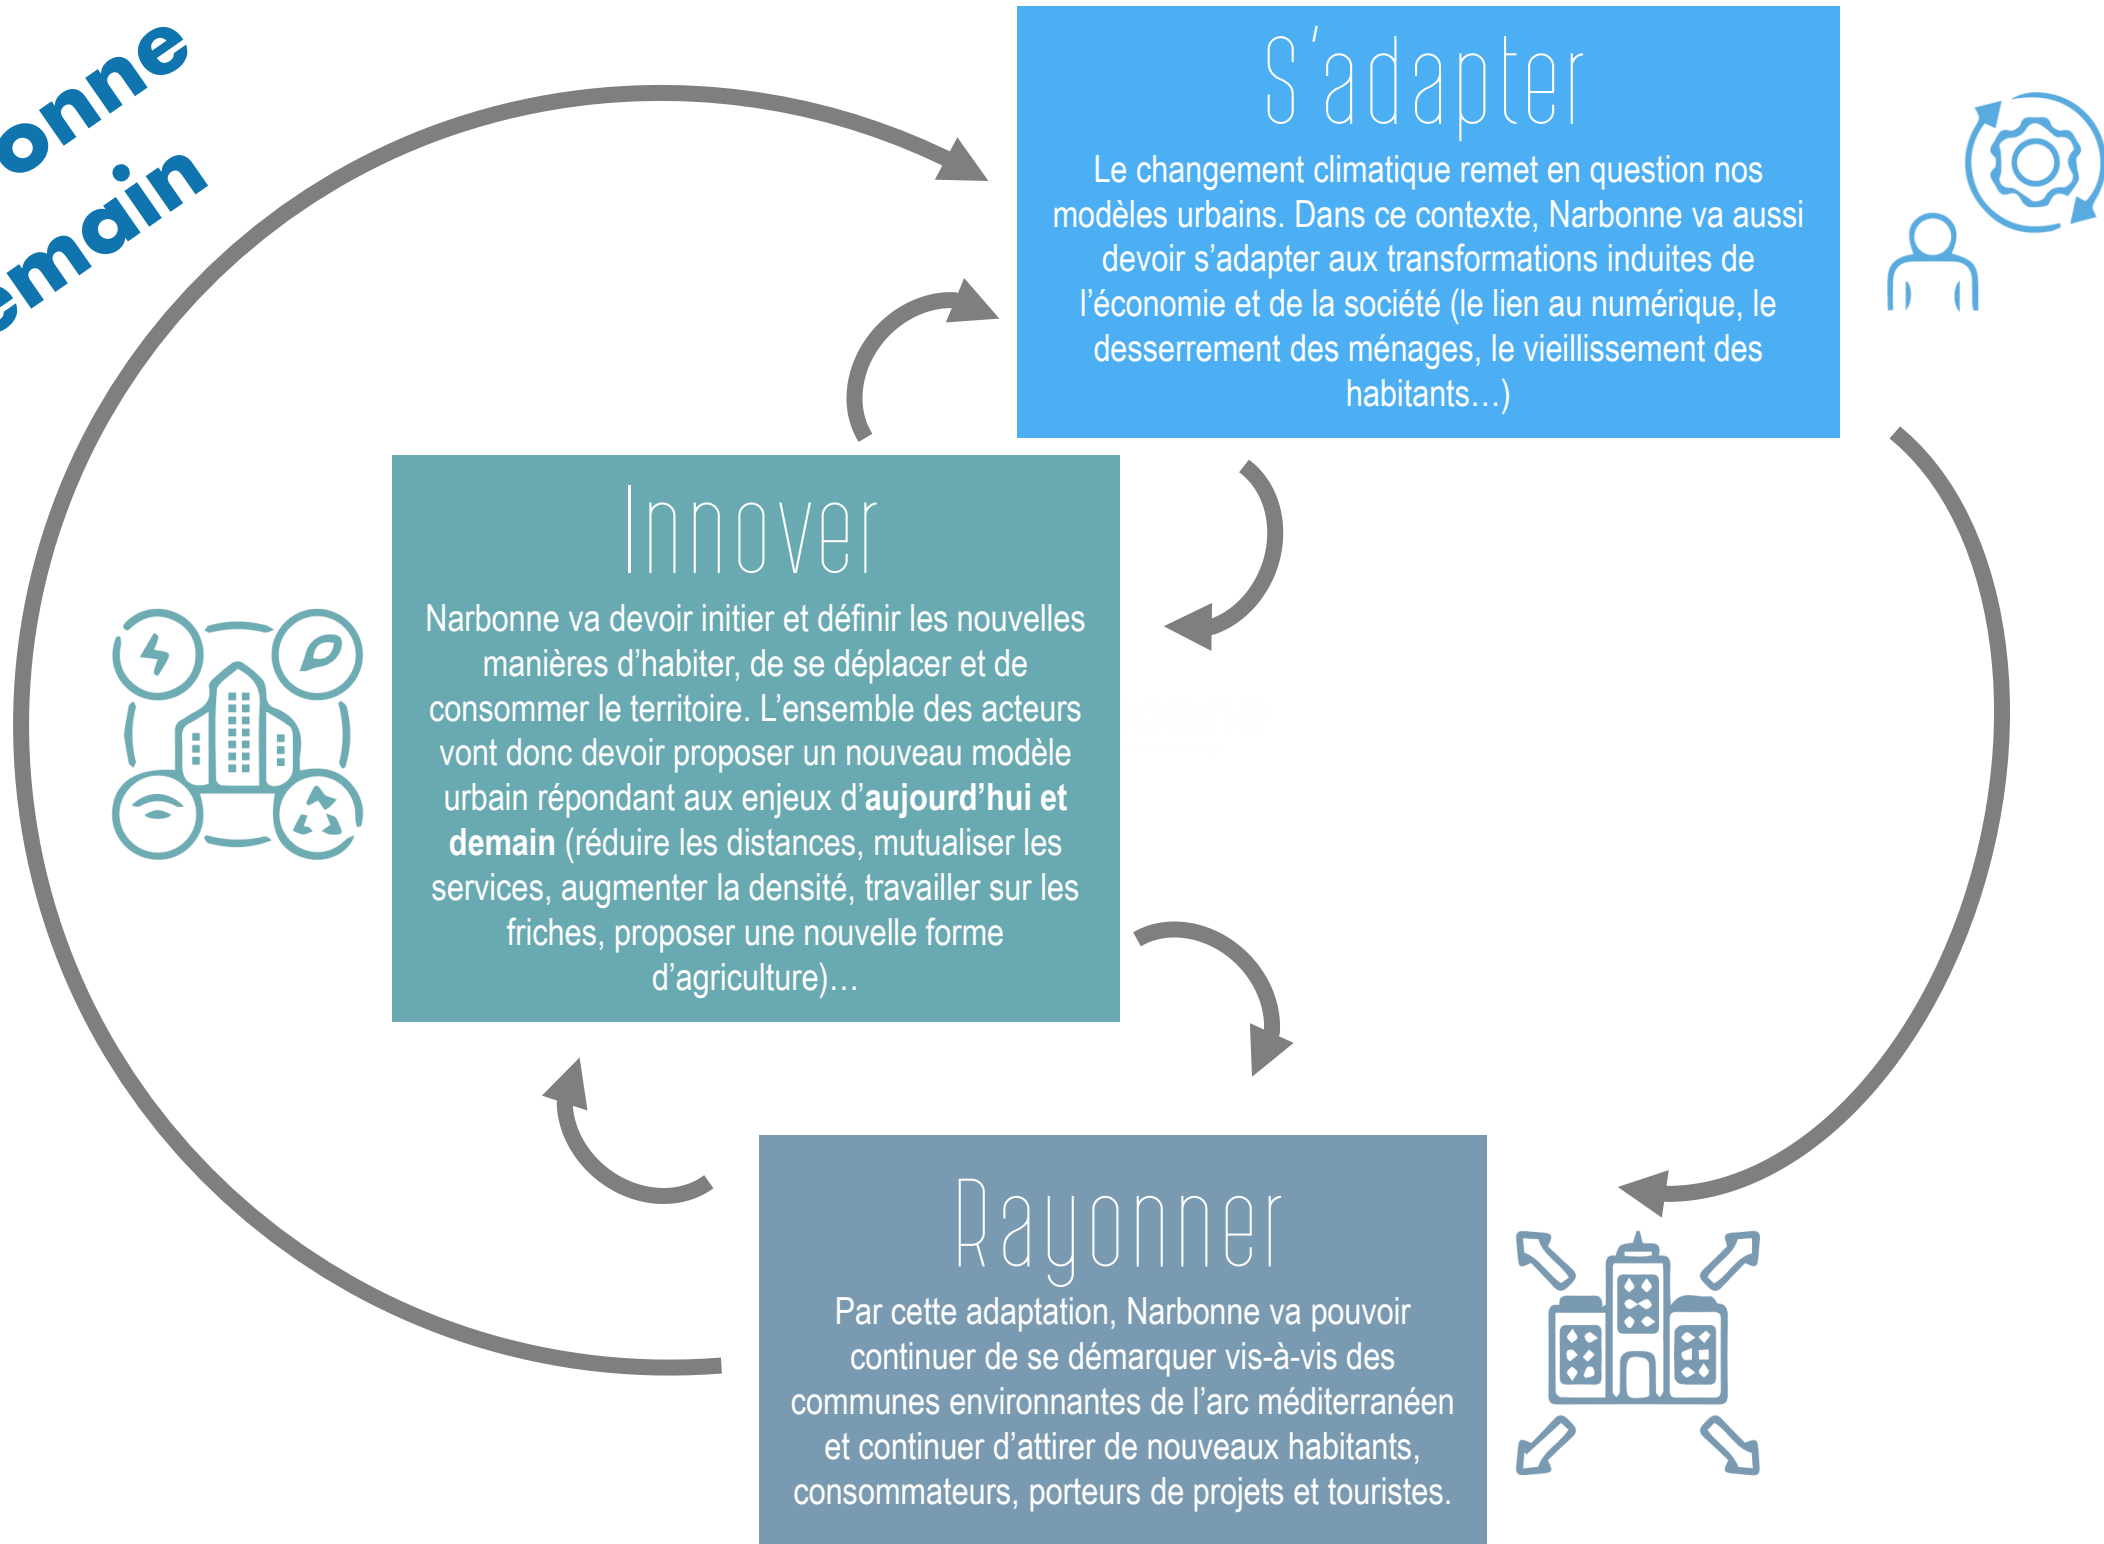 onne
emain
S'adapter
Le changement climatique remet en question nos
modèles urbains. Dans ce contexte, Narbonne va aussi
devoir s’adapter aux transformations induites de
l’économie et de la société (le lien au numérique, le
desserrement des ménages, le vieillissement des
habitants…)
Innover
Narbonne va devoir initier et définir les nouvelles
manières d’habiter, de se déplacer et de
consommer le territoire. L’ensemble des acteurs
vont donc devoir proposer un nouveau modèle
urbain répondant aux enjeux d’aujourd’hui et
demain (réduire les distances, mutualiser les
services, augmenter la densité, travailler sur les
friches, proposer une nouvelle forme
d’agriculture)…
Rayonner
Par cette adaptation, Narbonne va pouvoir
continuer de se démarquer vis-à-vis des
communes environnantes de l’arc méditerranéen
et continuer d’attirer de nouveaux habitants,
consommateurs, porteurs de projets et touristes.